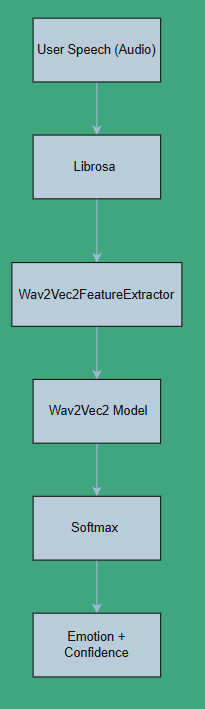 User Speech (Audio)
Librosa
Wav2Vec2FeatureExtractor
Wav2Vec2 Model
Softmax
Emotion +
Confidence